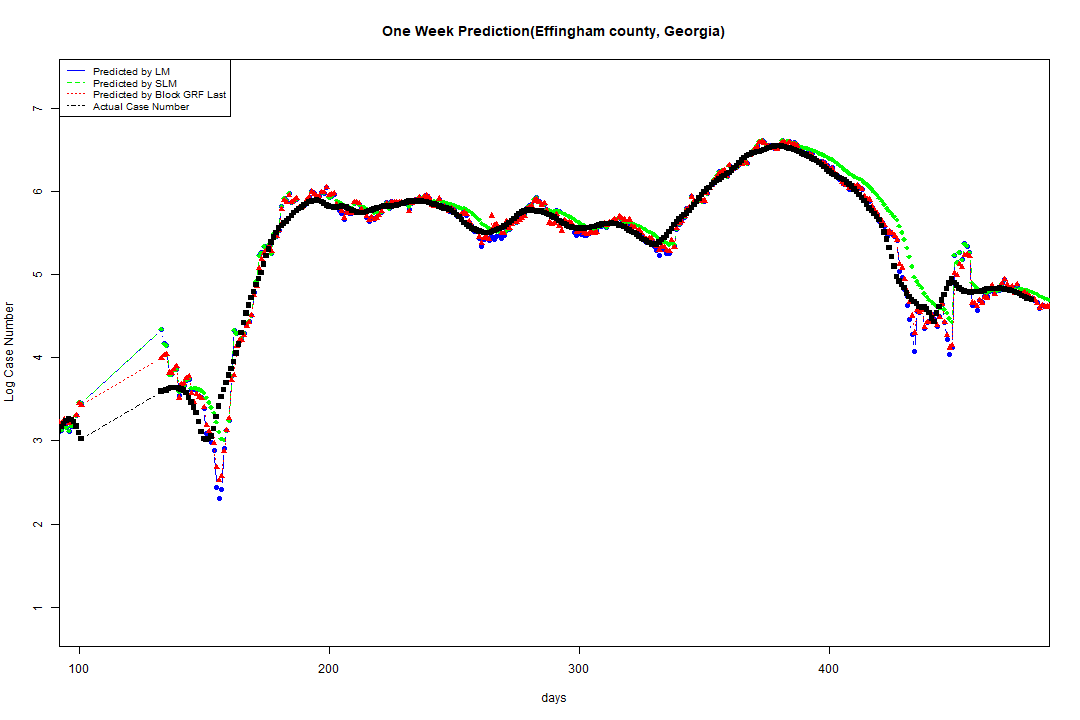 One Week Prediction(Effingham county, Georgia)
Predicted by LM
Predicted by SLM
Predicted by Block GRF Last
Actual Case Number
7
6
5
4
3
2
1
Log Case Number
100 200 300 400
days